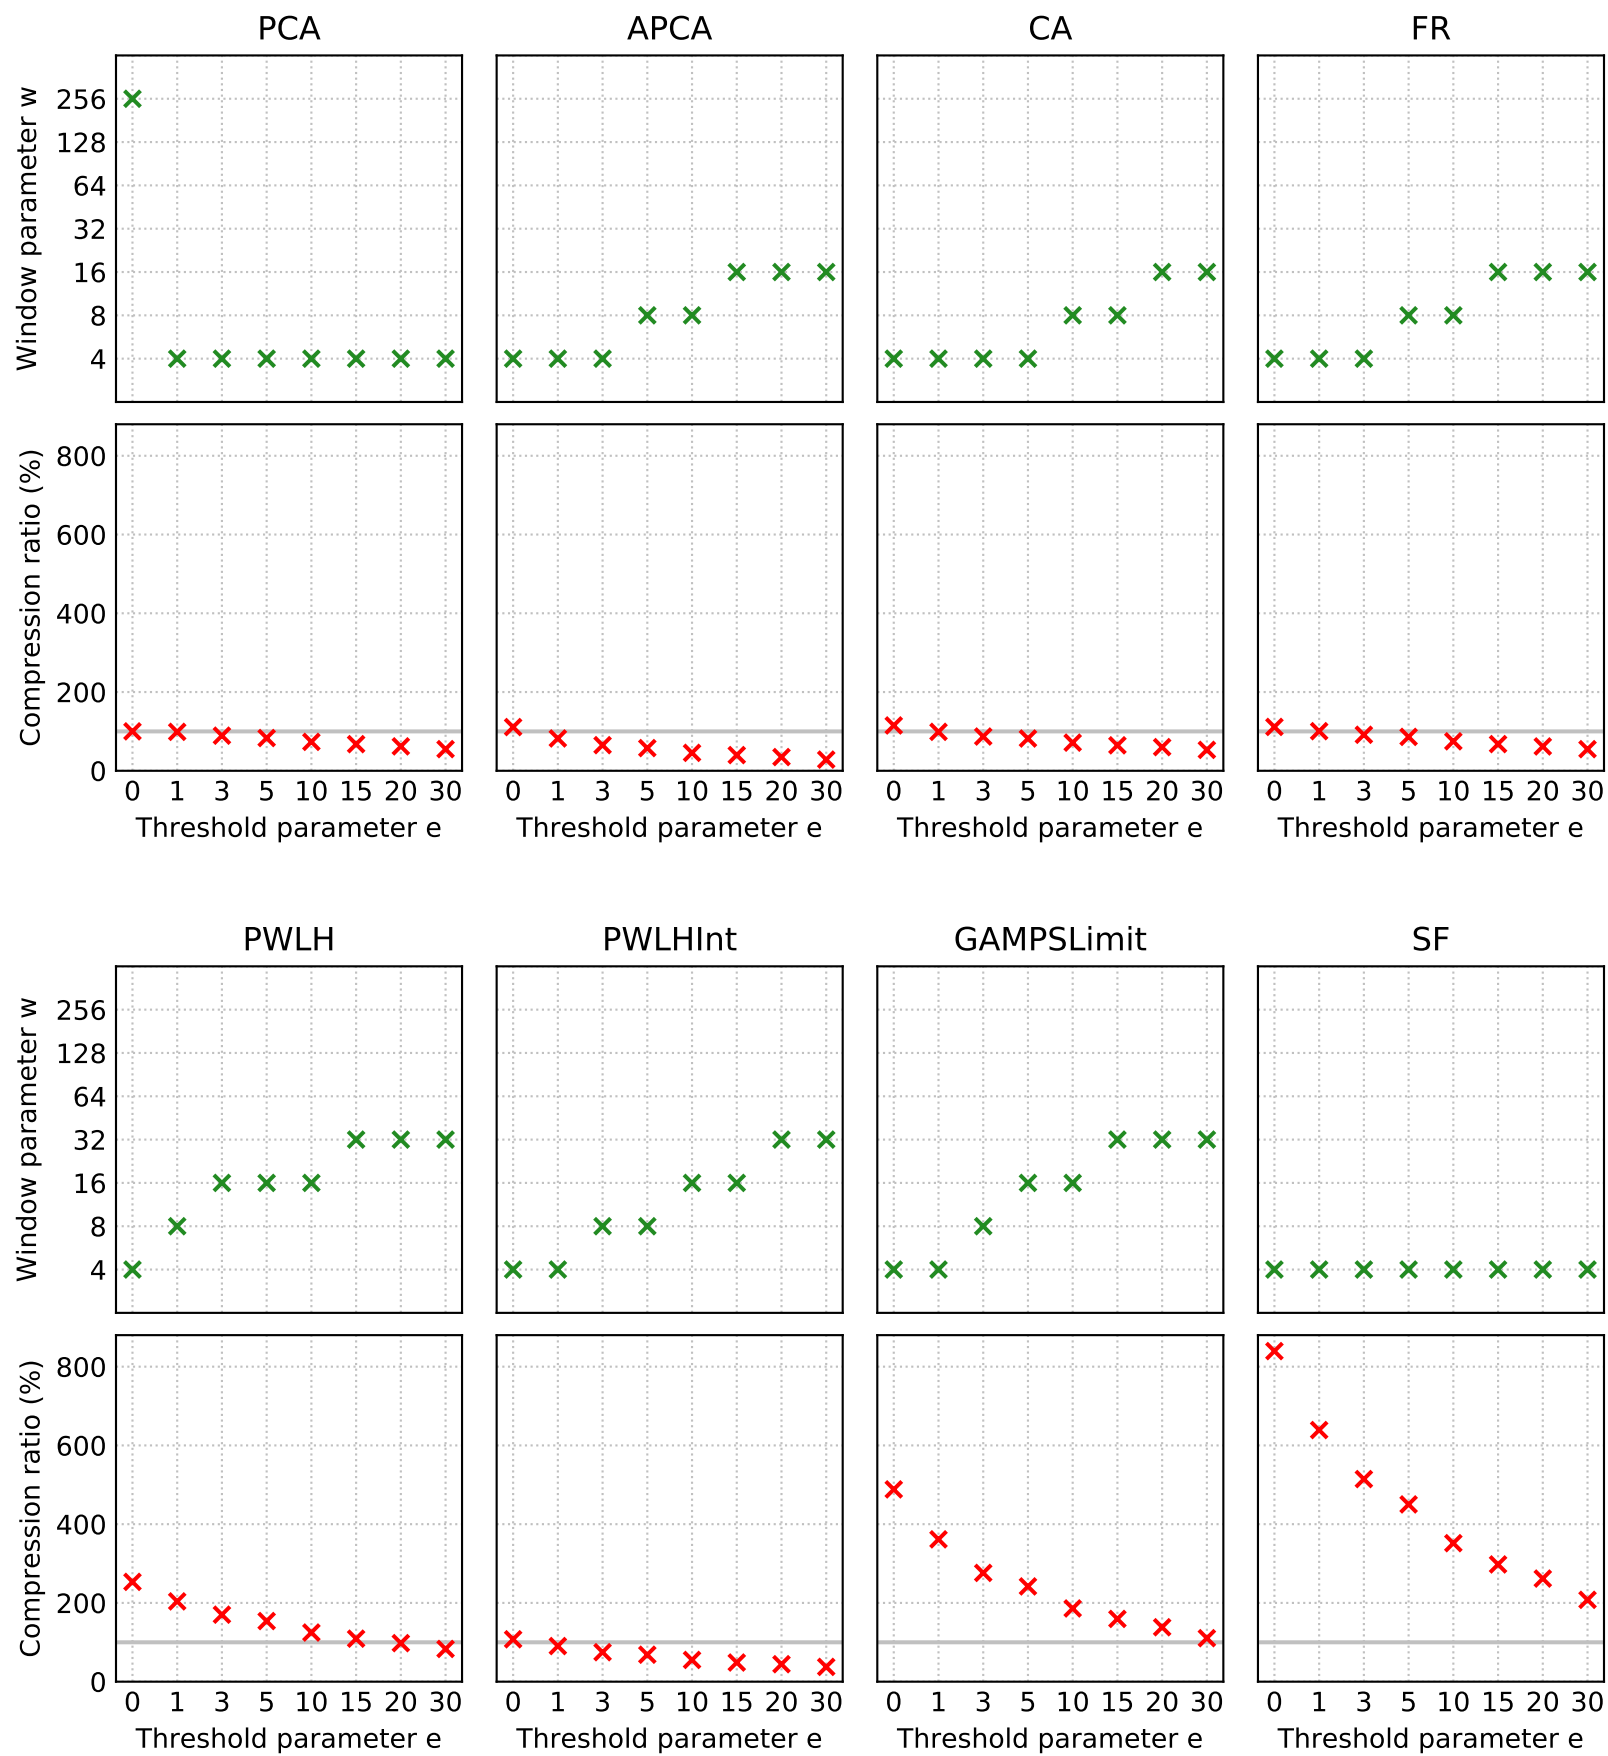 PCA APCA CA FR
Window parameter w
256
128
64
32
16
8
4
Compression ratio (%)
800
600
400
200
0
0 1 3 5 10 15 20 30 0 1 3 5 10 15 20 30 0 1 3 5 10 15 20 30 0 1 3 5 10 15 20 30
Threshold parameter e Threshold parameter e Threshold parameter e Threshold parameter e
PWLH PWLHInt GAMPSLimit SF
Window parameter w
256
128
64
32
16
8
4
Compression ratio (%)
800
600
400
200
0
0 1 3 5 10 15 20 30 0 1 3 5 10 15 20 30 0 1 3 5 10 15 20 30 0 1 3 5 10 15 20 30
Threshold parameter e Threshold parameter e Threshold parameter e Threshold parameter e